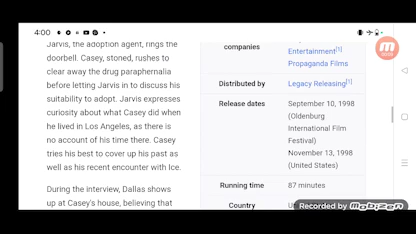 4:00
Jarvis, the adoption agent, rings the
doorbell. Casey, stoned, rushes to
clear away the drug paraphernalia
before letting Jarvis in to discuss his
suitability to adopt. Jarvis expresses
curiosity about what Casey did when
he lived in Los Angeles, as there is
no account of his time there. Casey
tries his best to cover up his past as
well as his recent encounter with Ice.
During the interview, Dallas shows
up at Casey's house, believing that
companies
Entertainment[1]
Propaganda Films
Distributed by
Legacy Releasing[1]
Release dates
September 10, 1998
(Oldenburg
International Film
Festival)
November 13, 1998
(United States)
Running time
87 minutes
Country
Recorded by Mobizen